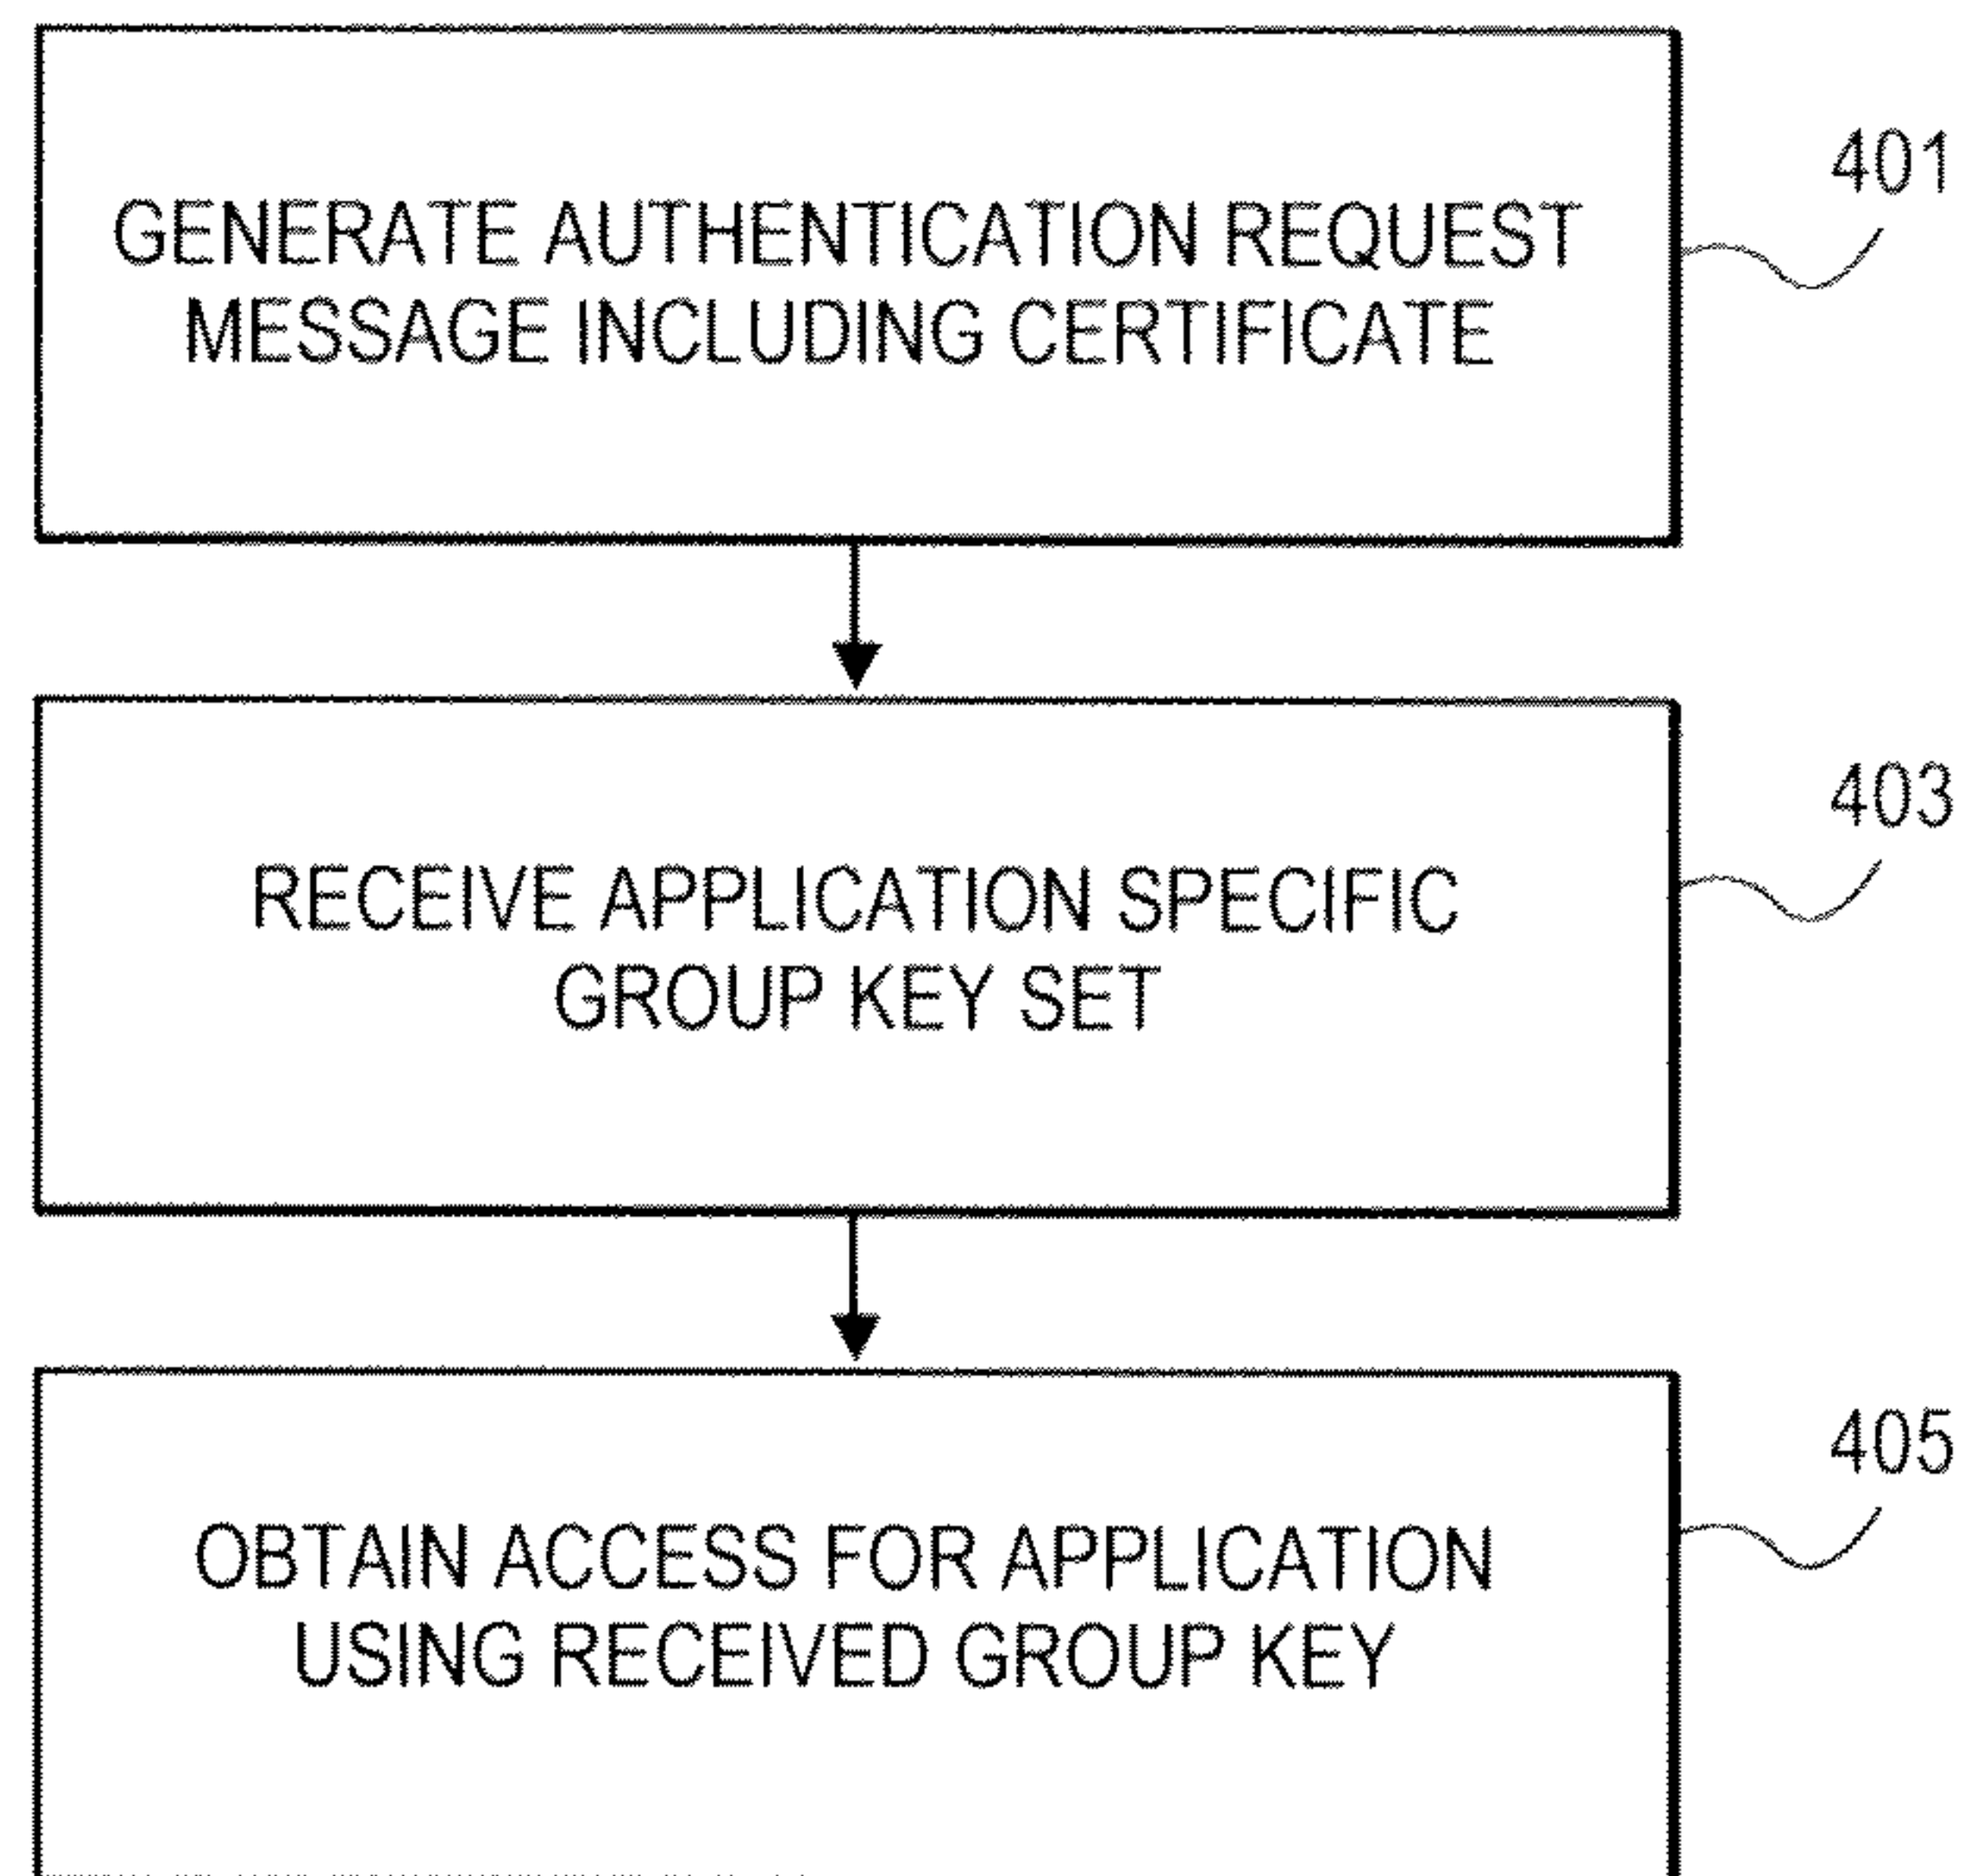 GENERATE AUTHENTICATION REQUEST
MESSAGE INCLUDING CERTIFICATE
401
RECEIVE APPLICATION SPECIFIC
GROUP KEY SET
403
OBTAIN ACCESS FOR APPLICATION
USING RECEIVED GROUP KEY
405